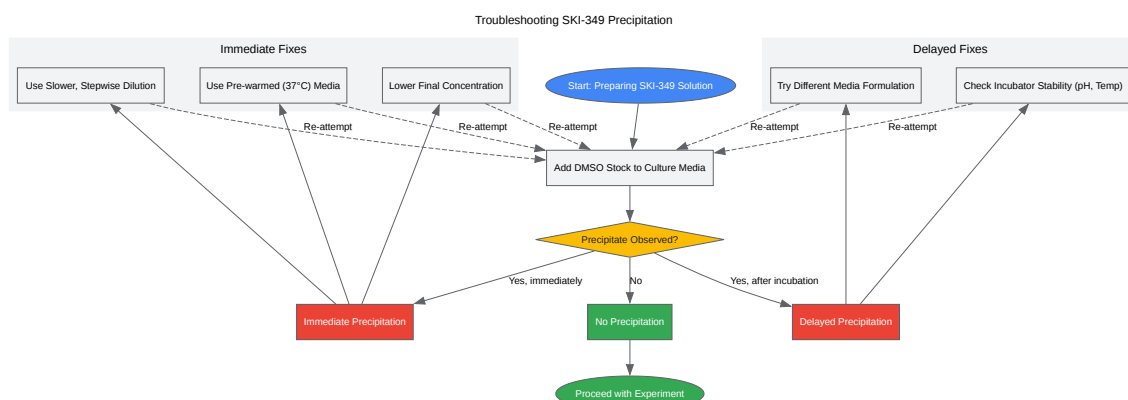 Troubleshooting SKI-349 Precipitation
Immediate Fixes
Delayed Fixes
Use Slower, Stepwise Dilution
Use Pre-warmed (37°C) Media
Lower Final Concentration
Start: Preparing SKI-349 Solution
Try Different Media Formulation
Check Incubator Stability (pH, Temp)
Re-attempt
Re-attempt
Re-attempt
Re-attempt
Re-attempt
Add DMSO Stock to Culture Media
Precipitate Observed?
Yes, immediately
No
Yes, after incubation
Immediate Precipitation
No Precipitation
Delayed Precipitation
Proceed with Experiment